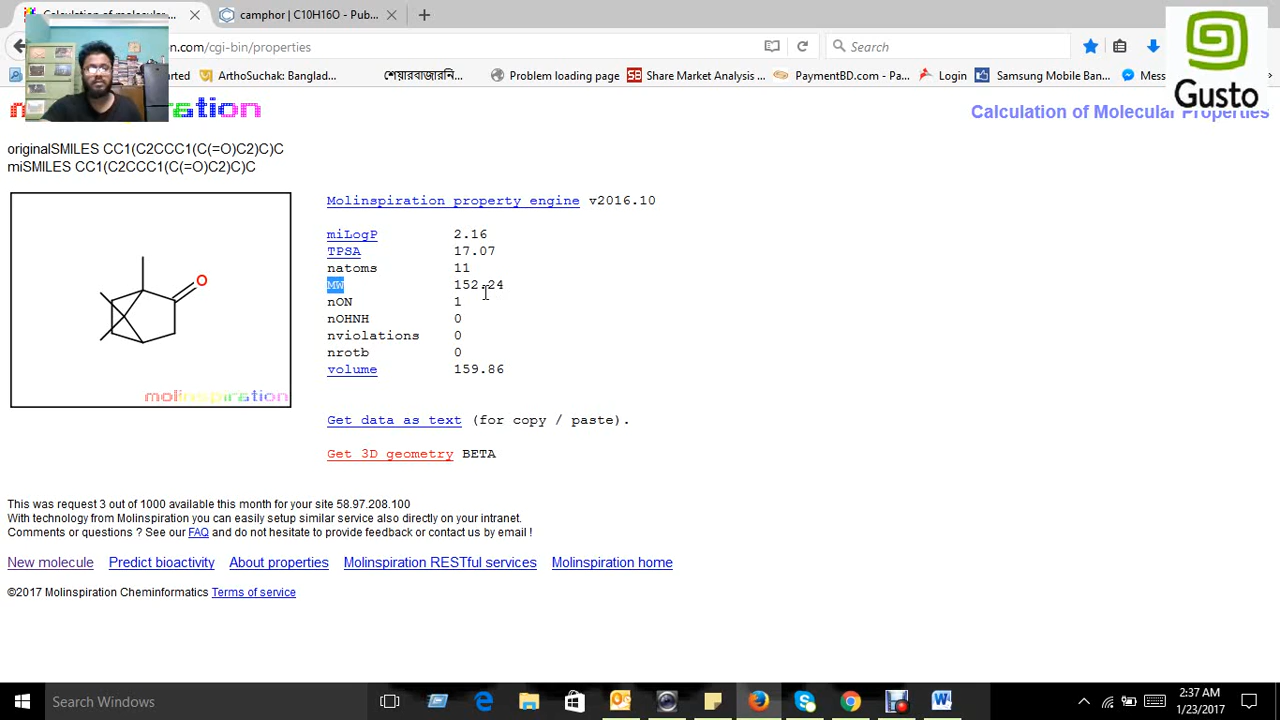 Calculation of molecular
camphor | C10H16O - Pub...
on.com/cgi-bin/properties
Search
Gusto
ArthoSuchak: Banglad...
শেয়ারবাজারনি...
Problem loading page
Share Market Analysis ...
PaymentBD.com - Pay...
Login
Samsung Mobile Ban...
Calculation of Molecular Properties
originalSMILES CC1(C2CCC1(C(=O)C2)C)C
miSMILES CC1(C2CCC1(C(=O)C2)C)C
O
molinspiration
Molinspiration property engine v2016.10
miLogP 2.16
TPSA 17.07
natoms 11
MW 152.24
nON 1
nOHNH 0
nviolations 0
nrotb 0
volume 159.86
Get data as text (for copy / paste).
Get 3D geometry BETA
This was request 3 out of 1000 available this month for your site 58.97.208.100
With technology from Molinspiration you can easily setup similar service also directly on your intranet.
Comments or questions ? See our FAQ and do not hesitate to provide feedback or contact us by email !
New molecule Predict bioactivity About properties Molinspiration RESTful services Molinspiration home
©2017 Molinspiration Cheminformatics Terms of service
Search Windows
2:37 AM
1/23/2017